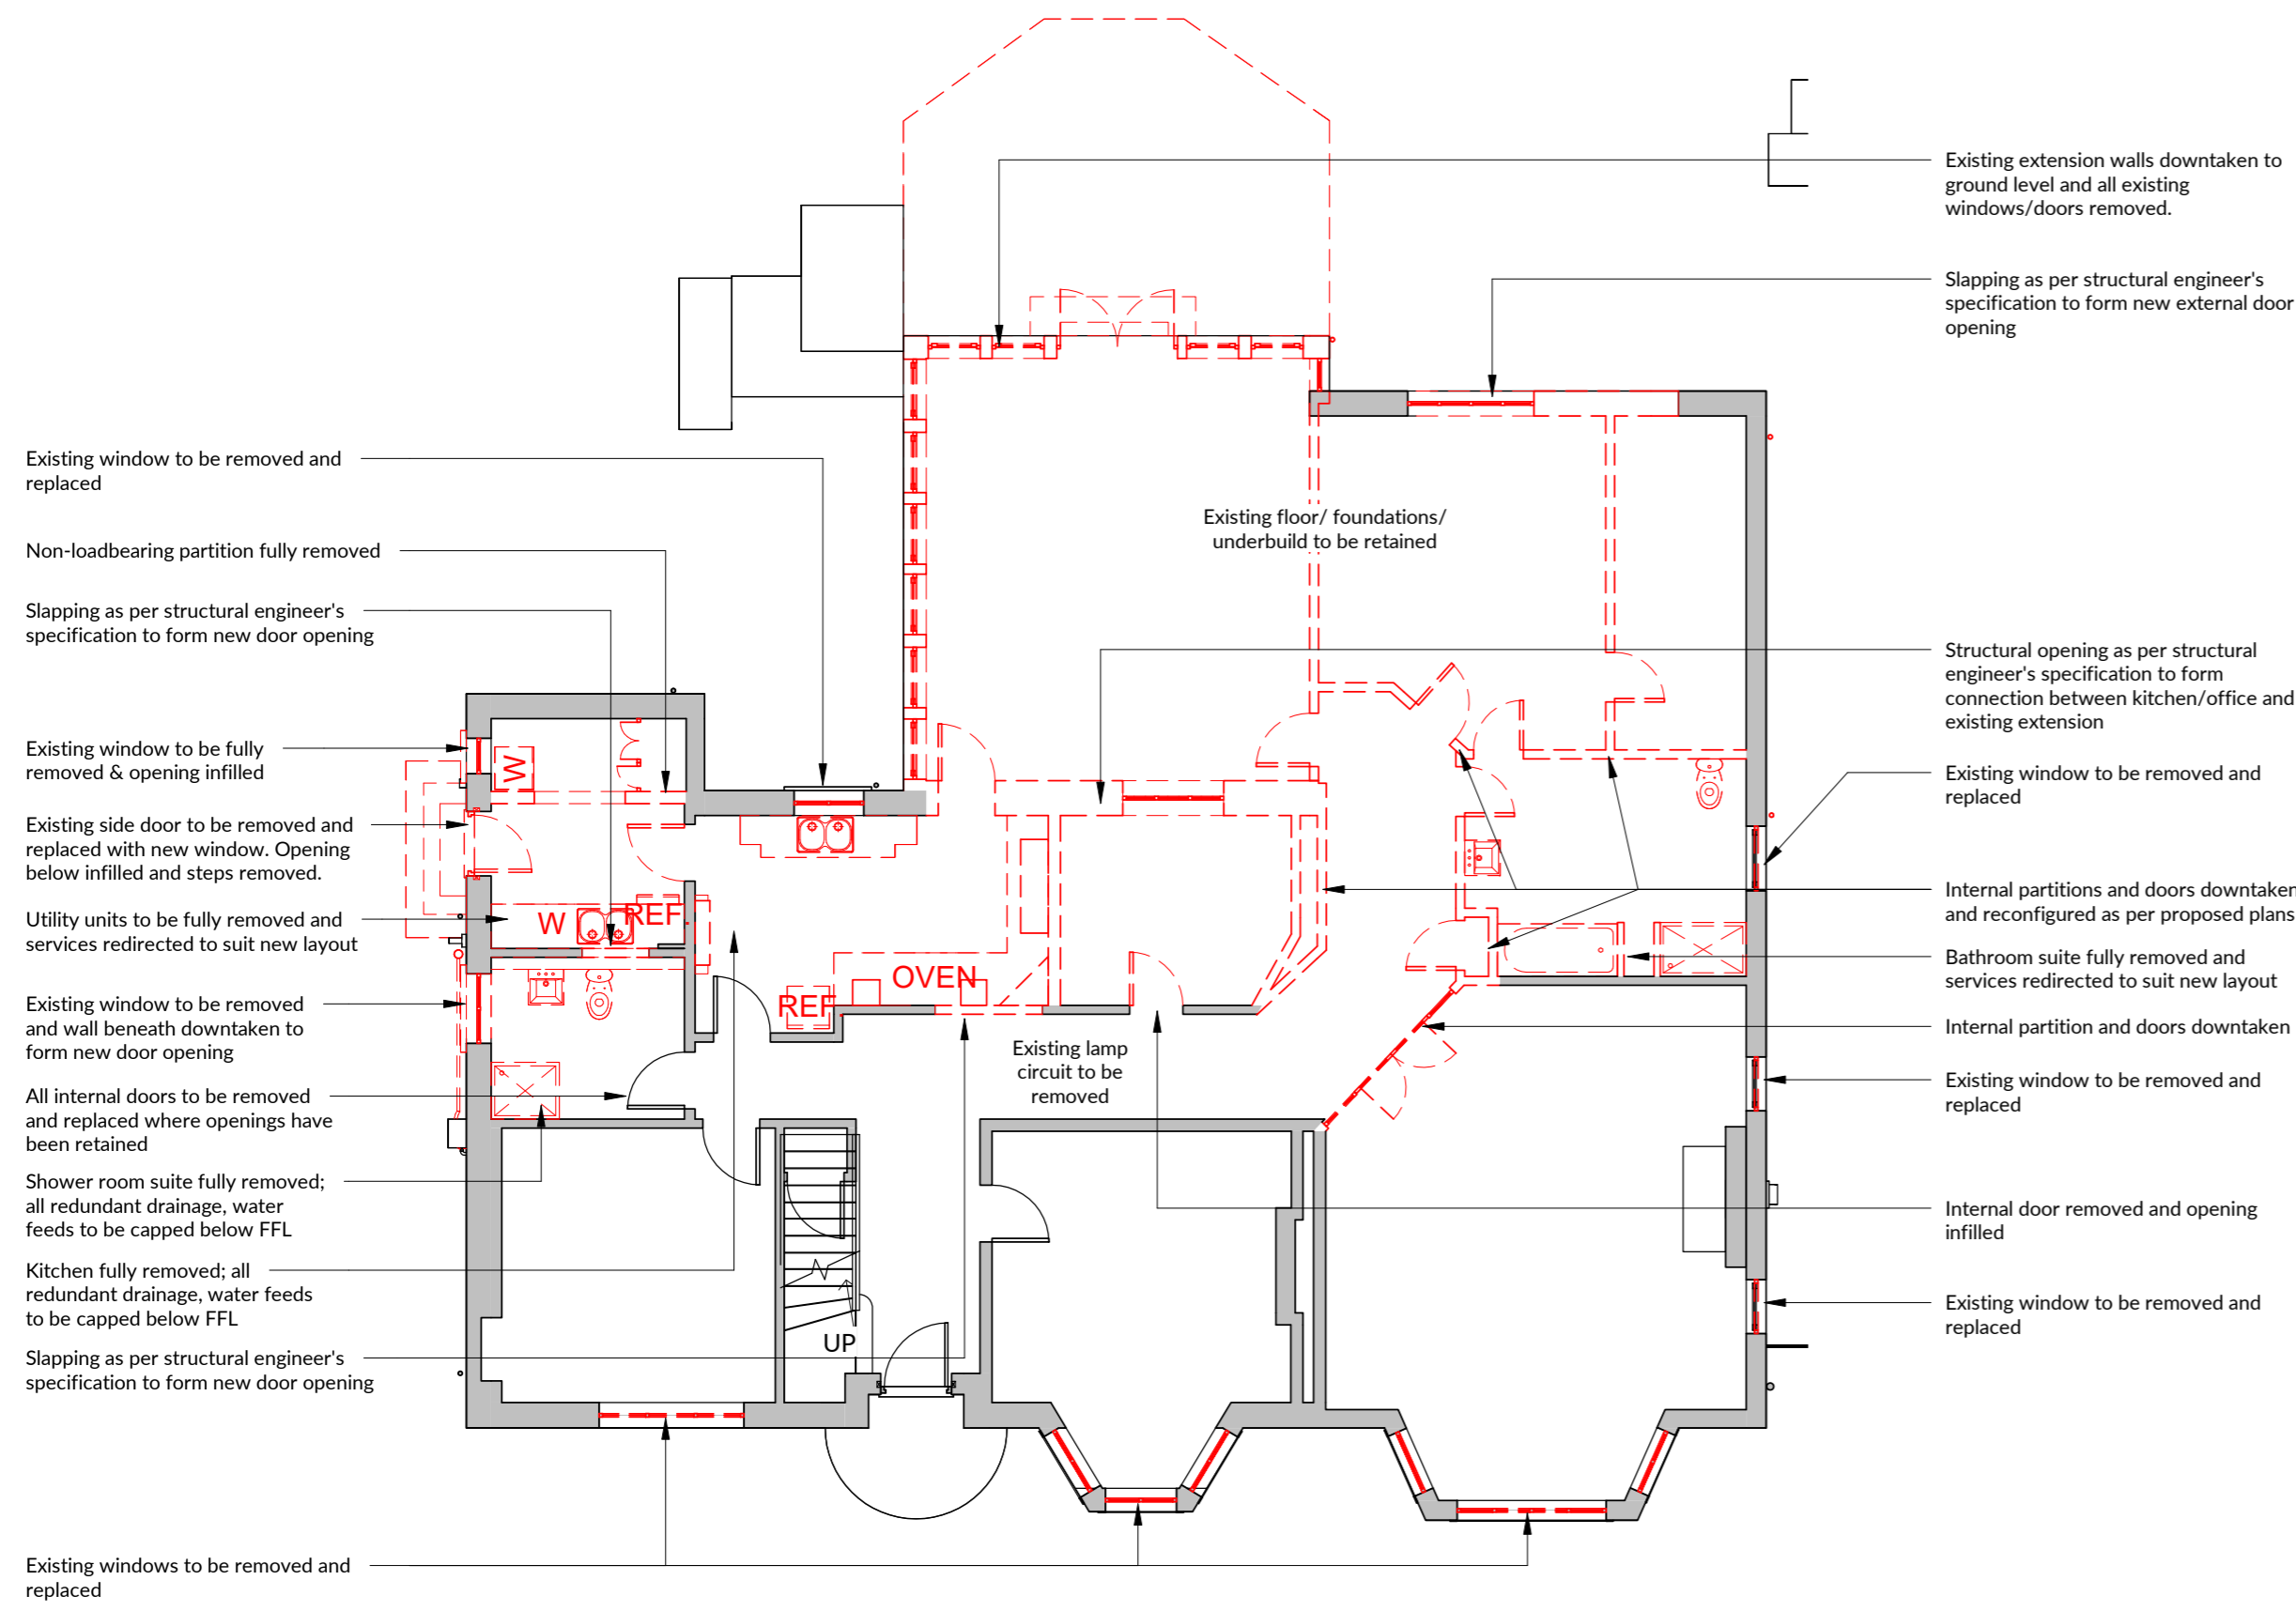 Existing extension walls downtaken to
ground level and all existing
windows/doors removed.
Slapping as per structural engineer's
specification to form new external door
opening
Existing window to be removed and
replaced
Existing floor/ foundations/
underbuild to be retained
Non-loadbearing partition fully removed
Slapping as per structural engineer's
specification to form new door opening
Structural opening as per structural
engineer's specification to form
connection between kitchen/office and
existing extension
Existing window to be fully
removed & opening infilled
W
Existing window to be removed and
replaced
Existing side door to be removed and
replaced with new window. Opening
below infilled and steps removed.
Internal partitions and doors downtaken
and reconfigured as per proposed plans
Utility units to be fully removed and
services redirected to suit new layout
W
REF
Bathroom suite fully removed and
services redirected to suit new layout
OVEN
REF
Existing window to be removed
and wall beneath downtaken to
form new door opening
Internal partition and doors downtaken
Existing lamp
circuit to be
removed
Existing window to be removed and
replaced
All internal doors to be removed
and replaced where openings have
been retained
Shower room suite fully removed;
all redundant drainage, water
feeds to be capped below FFL
Internal door removed and opening
infilled
Kitchen fully removed; all
redundant drainage, water feeds
to be capped below FFL
Existing window to be removed and
replaced
UP
Slapping as per structural engineer's
specification to form new door opening
Existing windows to be removed and
replaced